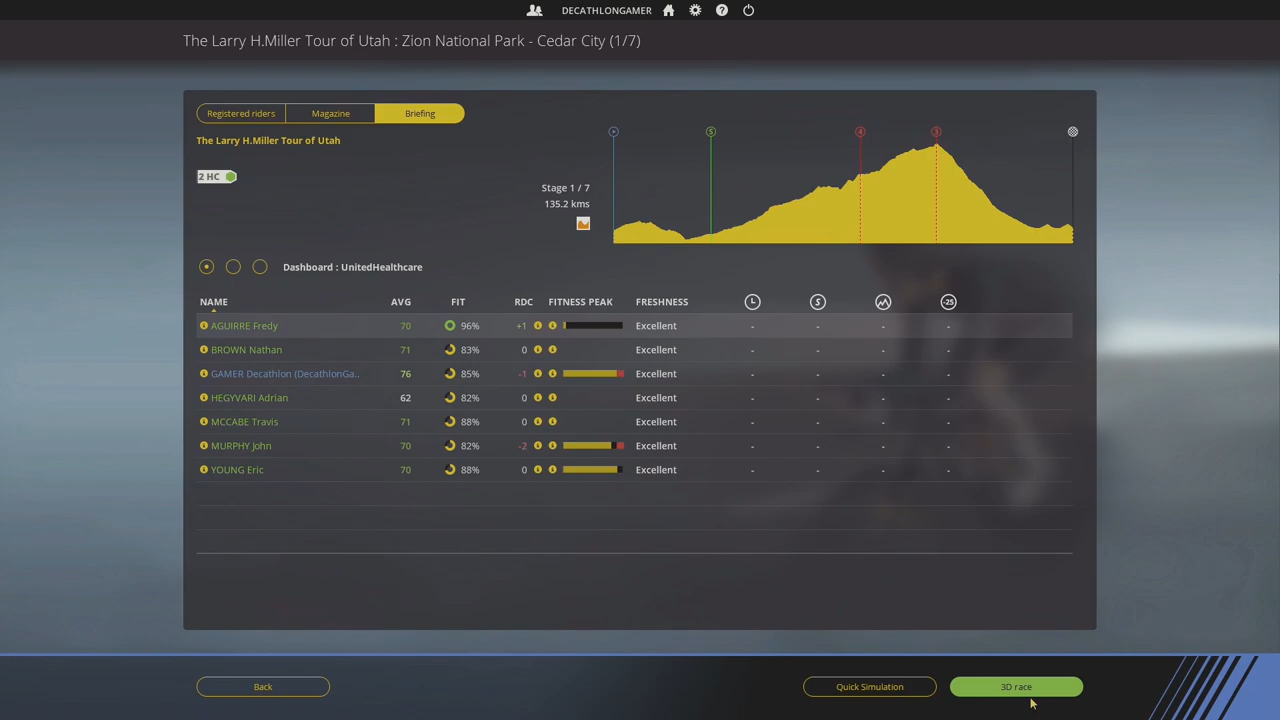 DECATHLONGAMER
The Larry H.Miller Tour of Utah : Zion National Park - Cedar City (1/7)
Registered riders Magazine Briefing
The Larry H.Miller Tour of Utah
2 HC
Stage 1 / 7
135.2 kms
S 4 3
Dashboard : UnitedHealthcare
NAME AVG FIT RDC FITNESS PEAK FRESHNESS S -25
AGUIRRE Fredy 70 96% +1 Excellent - - - -
BROWN Nathan 71 83% 0 Excellent - - - -
GAMER Decathlon (DecathlonGa.. 76 85% -1 Excellent - - - -
HEGYVARI Adrian 62 82% 0 Excellent - - - -
MCCABE Travis 71 88% 0 Excellent - - - -
MURPHY John 70 82% -2 Excellent - - - -
YOUNG Eric 70 88% 0 Excellent - - - -
Back Quick Simulation 3D race